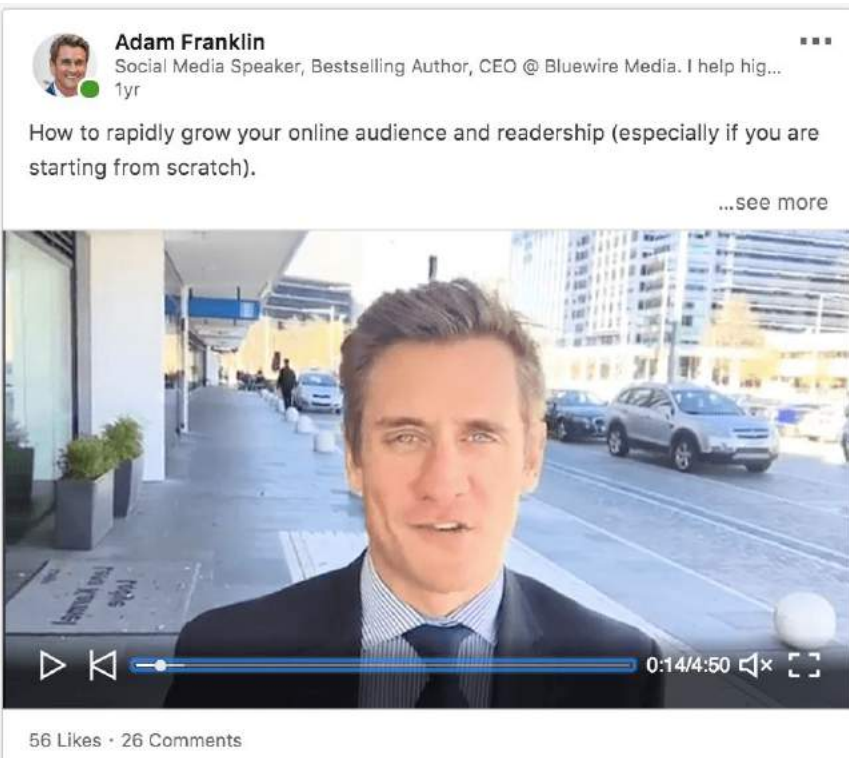 Adam Franklin
Social Media Speaker, Bestselling Author, CEO @ Bluewire Media. I help hig...
1yr
How to rapidly grow your online audience and readership (especially if you are
starting from scratch).
...see more
0:14/4:50
56 Likes · 26 Comments